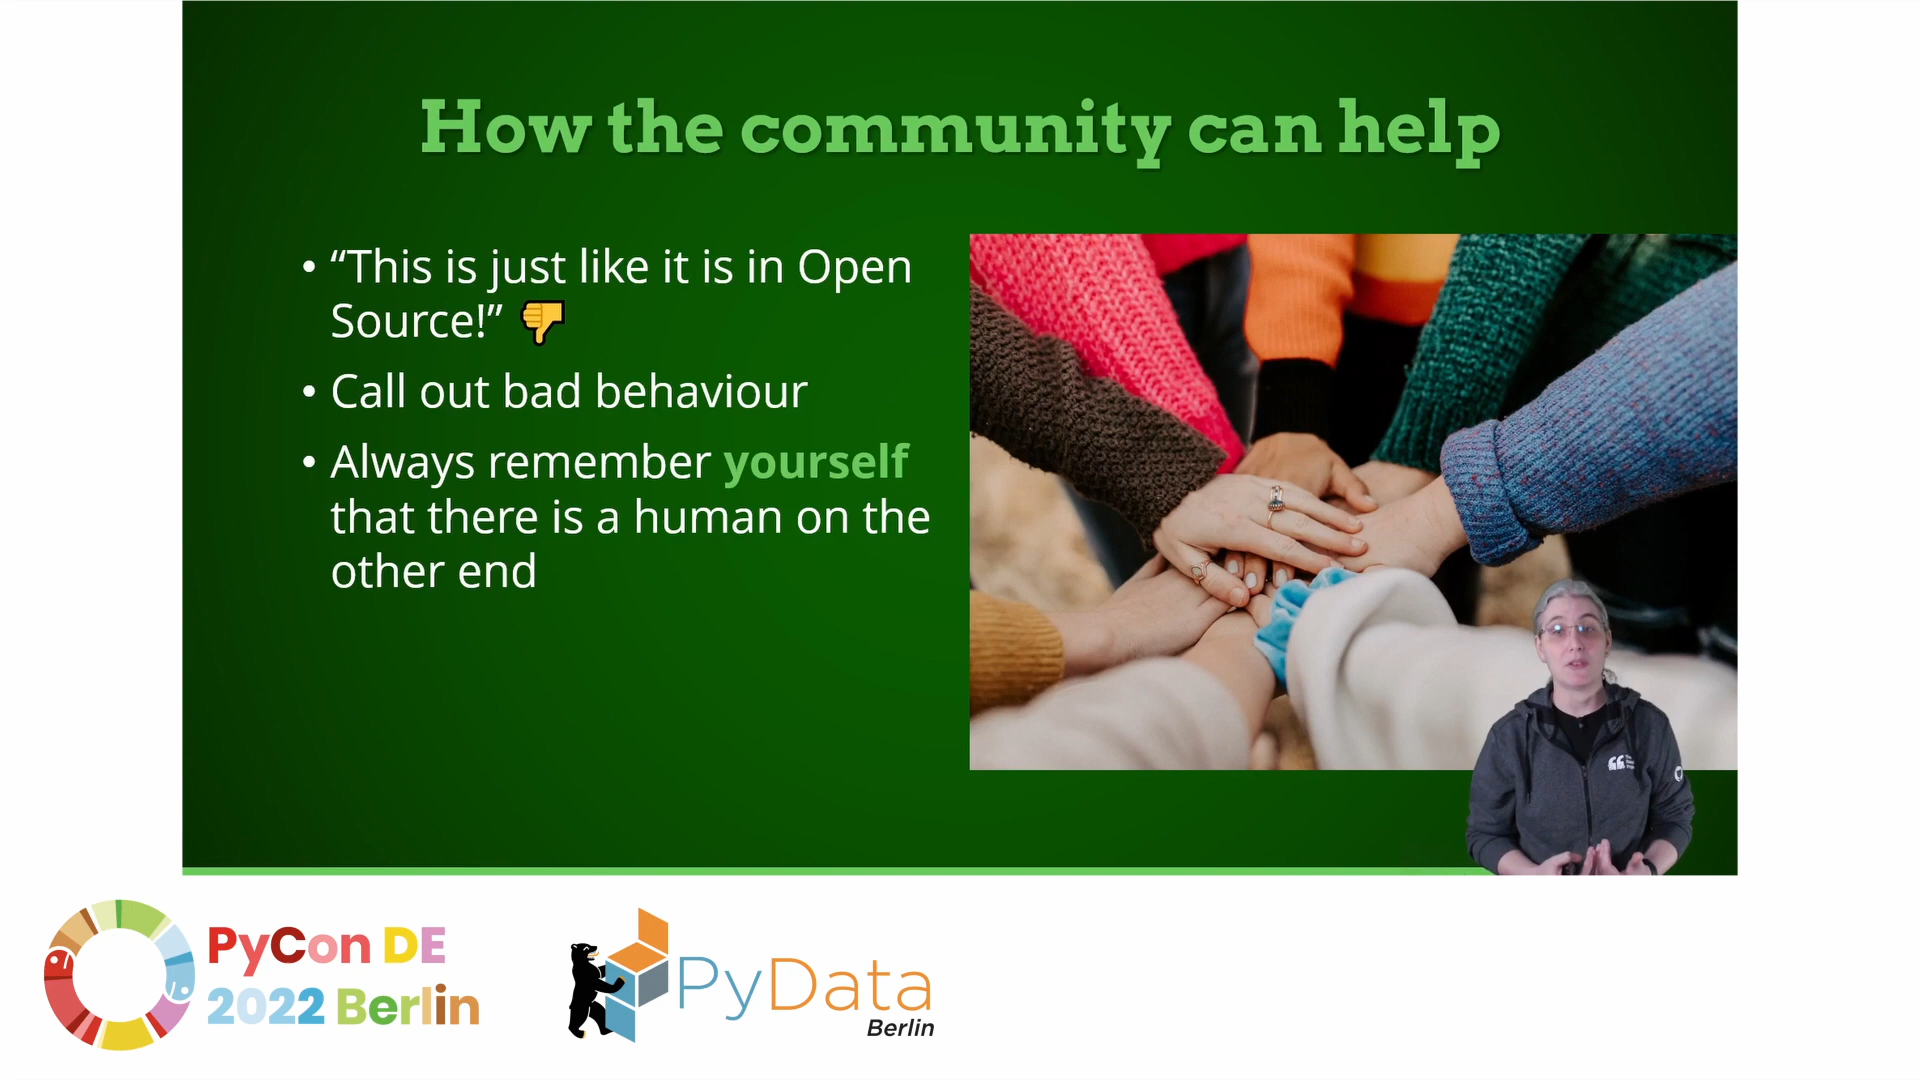 How the community can help
• “This is just like it is in Open
Source!” 👎
• Call out bad behaviour
• Always remember yourself
that there is a human on the
other end
PyCon DE
2022 Berlin
PyData
Berlin